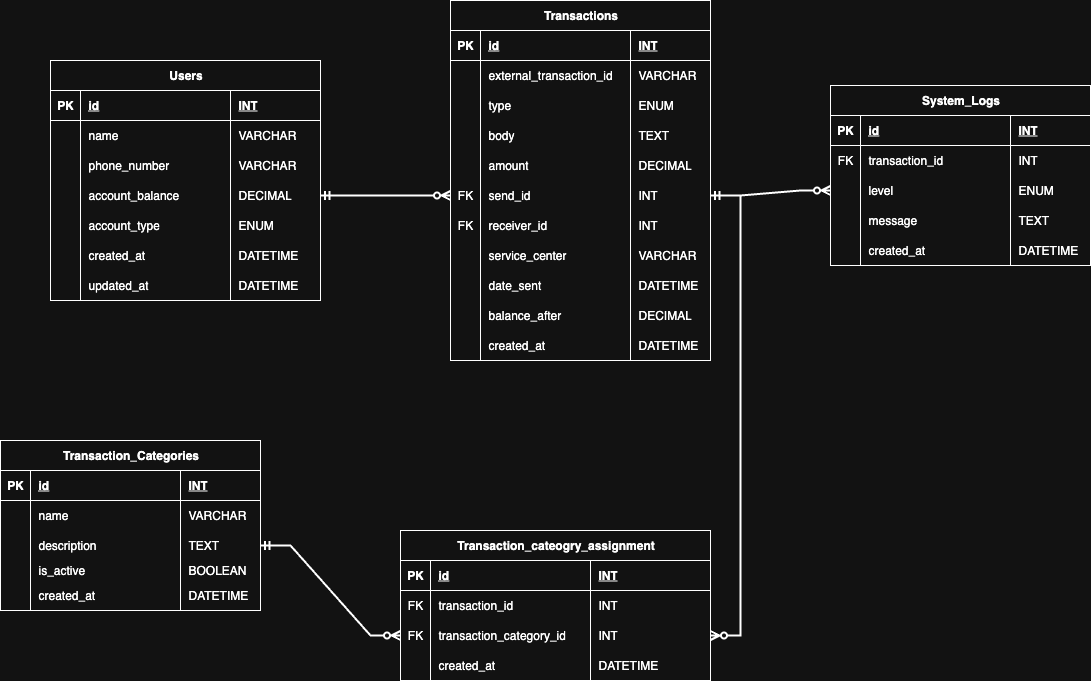 Users
PK id INT
name VARCHAR
phone_number VARCHAR
account_balance DECIMAL
account_type ENUM
created_at DATETIME
updated_at DATETIME
Transactions
PK id INT
external_transaction_id VARCHAR
type ENUM
body TEXT
amount DECIMAL
FK send_id INT
FK receiver_id INT
service_center VARCHAR
date_sent DATETIME
balance_after DECIMAL
created_at DATETIME
System_Logs
PK id INT
FK transaction_id INT
level ENUM
message TEXT
created_at DATETIME
Transaction_Categories
PK id INT
name VARCHAR
description TEXT
is_active BOOLEAN
created_at DATETIME
Transaction_cateogry_assignment
PK id INT
FK transaction_id INT
FK transaction_category_id INT
created_at DATETIME